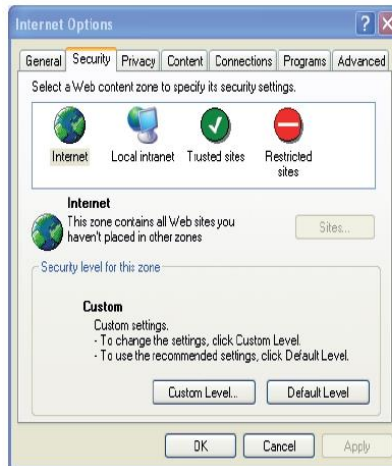 Internet Options
General Security Privacy Content Connections Programs Advanced
Select a Web content zone to specify its security settings.
Internet Local intranet Trusted sites Restricted sites
Internet
This zone contains all Web sites you
haven't placed in other zones
Sites...
Security level for this zone
Custom
Custom settings.
- To change the settings, click Custom Level.
- To use the recommended settings, click Default Level.
Custom Level... Default Level
OK Cancel Apply